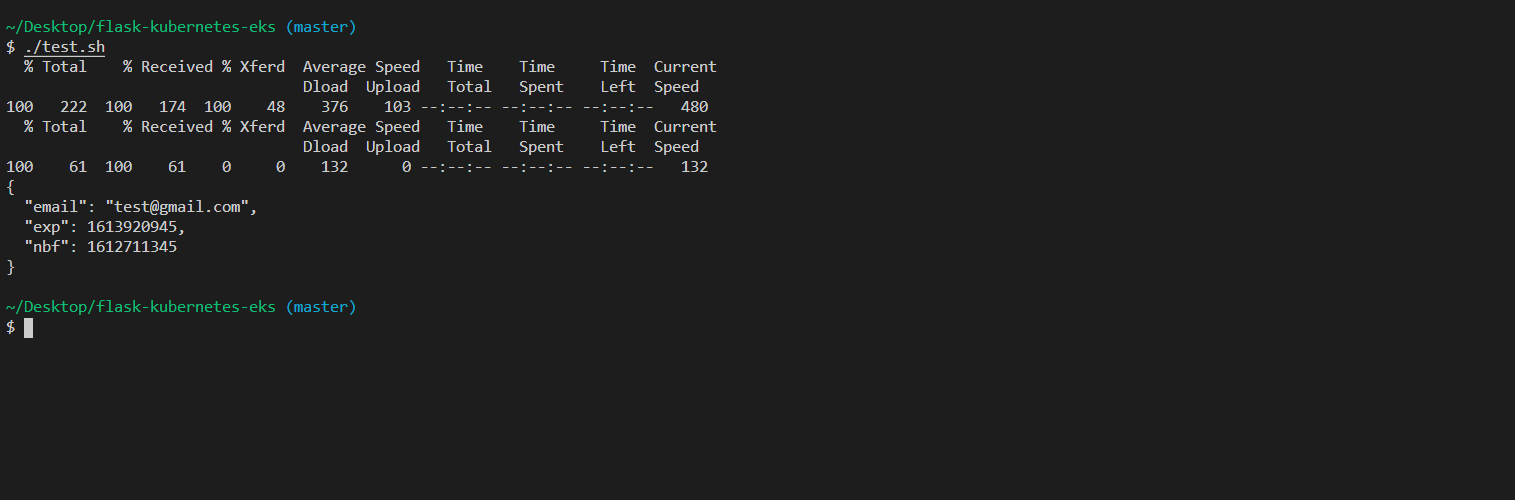 ~/Desktop/flask-kubernetes-eks (master)
$ ./test.sh
  % Total    % Received % Xferd  Average Speed   Time    Time     Time  Current
                                 Dload  Upload   Total   Spent    Left  Speed
100   222  100   174  100    48    376    103 --:--:-- --:--:-- --:--:--   480
  % Total    % Received % Xferd  Average Speed   Time    Time     Time  Current
                                 Dload  Upload   Total   Spent    Left  Speed
100    61  100    61    0     0    132      0 --:--:-- --:--:-- --:--:--   132
{
  "email": "test@gmail.com",
  "exp": 1613920945,
  "nbf": 1612711345
}
~/Desktop/flask-kubernetes-eks (master)
$